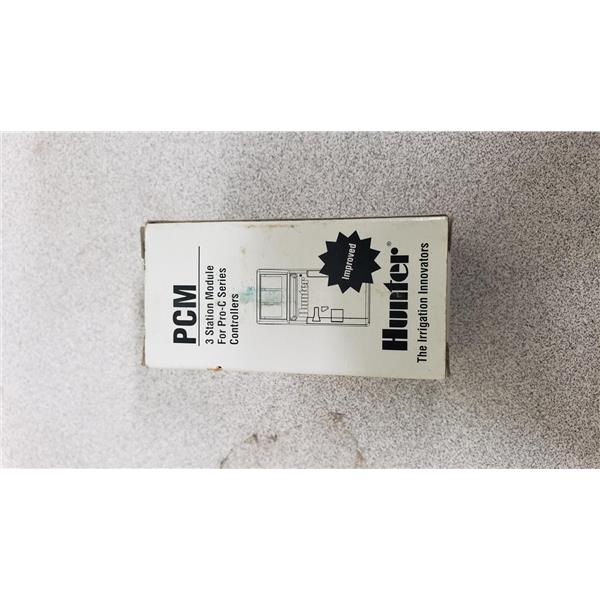 PCM
3 Station Module
For Pro-C Series
Controllers
Improved
Hunter®
The Irrigation Innovators